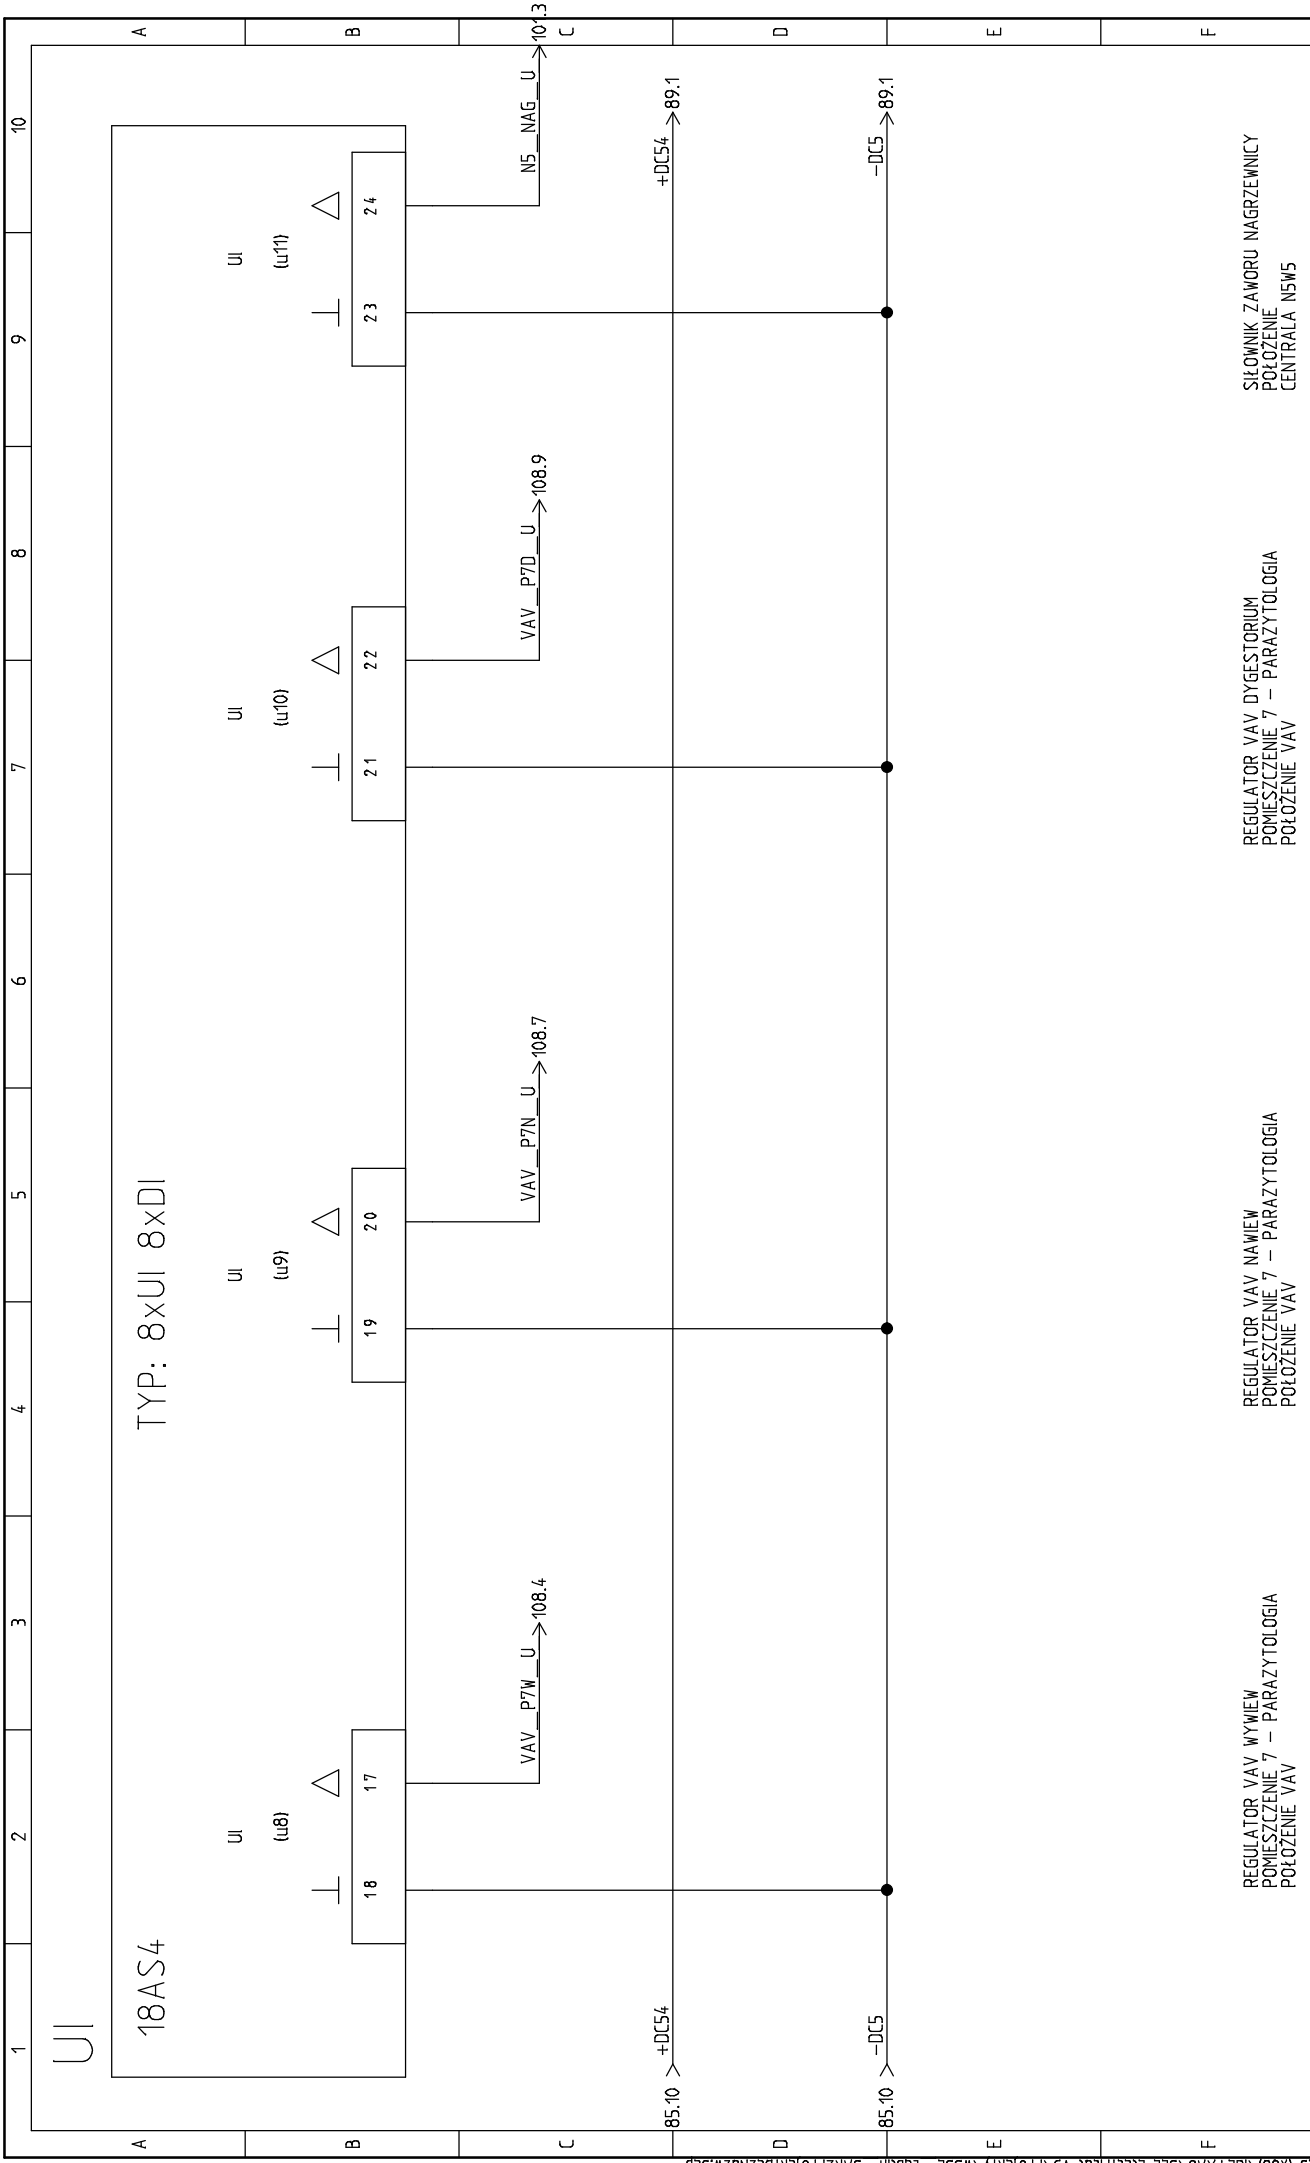 1 2 3 4 5 6 7 8 9 10
A A
B B
C C
D D
E E
F F
UI
18AS4 TYP: 8xUI 8xDI
UI UI UI UI
(u8) (u9) (u10) (u11)
18 17 19 20 21 22 23 24
VAV_P7W_U 108.4
VAV_P7N_U 108.7
VAV_P7D_U 108.9
N5_NAG_U 101.3
85.10 +DC54 +DC54 89.1
85.10 -DC5 -DC5 89.1
REGULATOR VAV WYWIEW
POMIESZCZENIE 7 - PARAZYTOLOGIA
POŁOŻENIE VAV
REGULATOR VAV NAWIEW
POMIESZCZENIE 7 - PARAZYTOLOGIA
POŁOŻENIE VAV
REGULATOR VAV DYGESTORIUM
POMIESZCZENIE 7 - PARAZYTOLOGIA
POŁOŻENIE VAV
SIŁOWNIK ZAWORU NAGRZEWNICY
POŁOŻENIE
CENTRALA N5W5